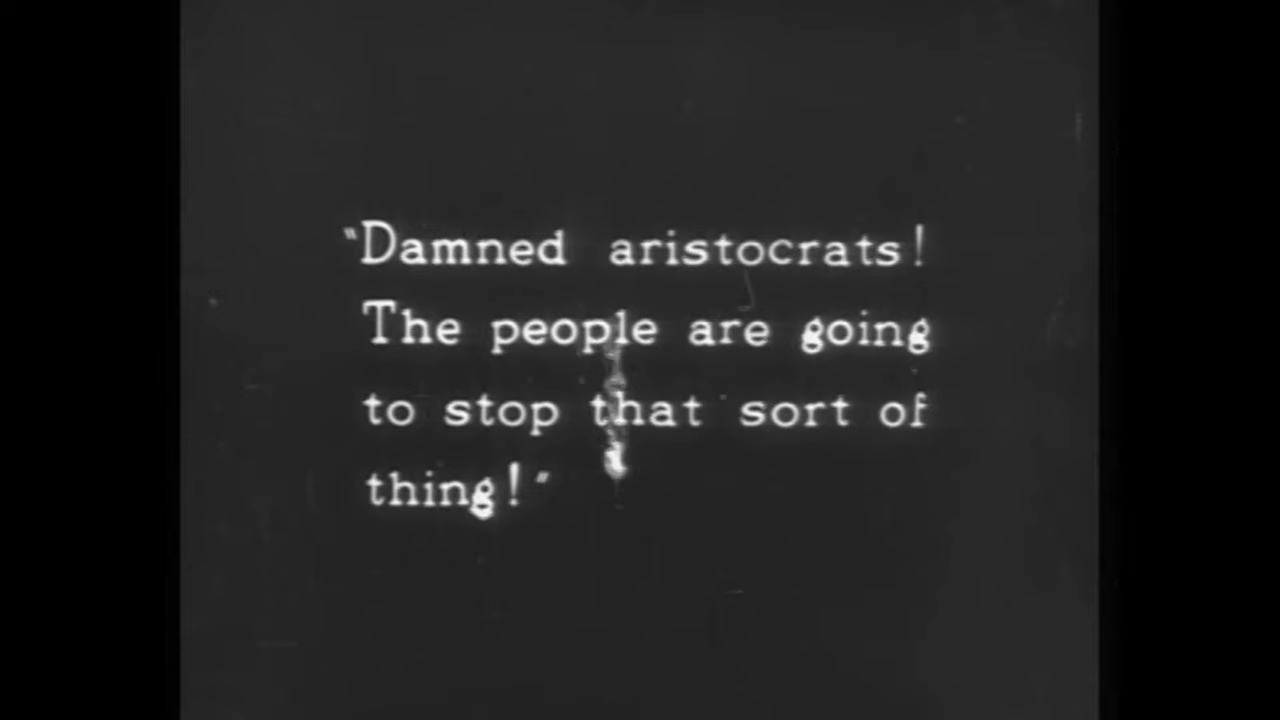 "Damned aristocrats!
The people are going
to stop that sort of
thing!"